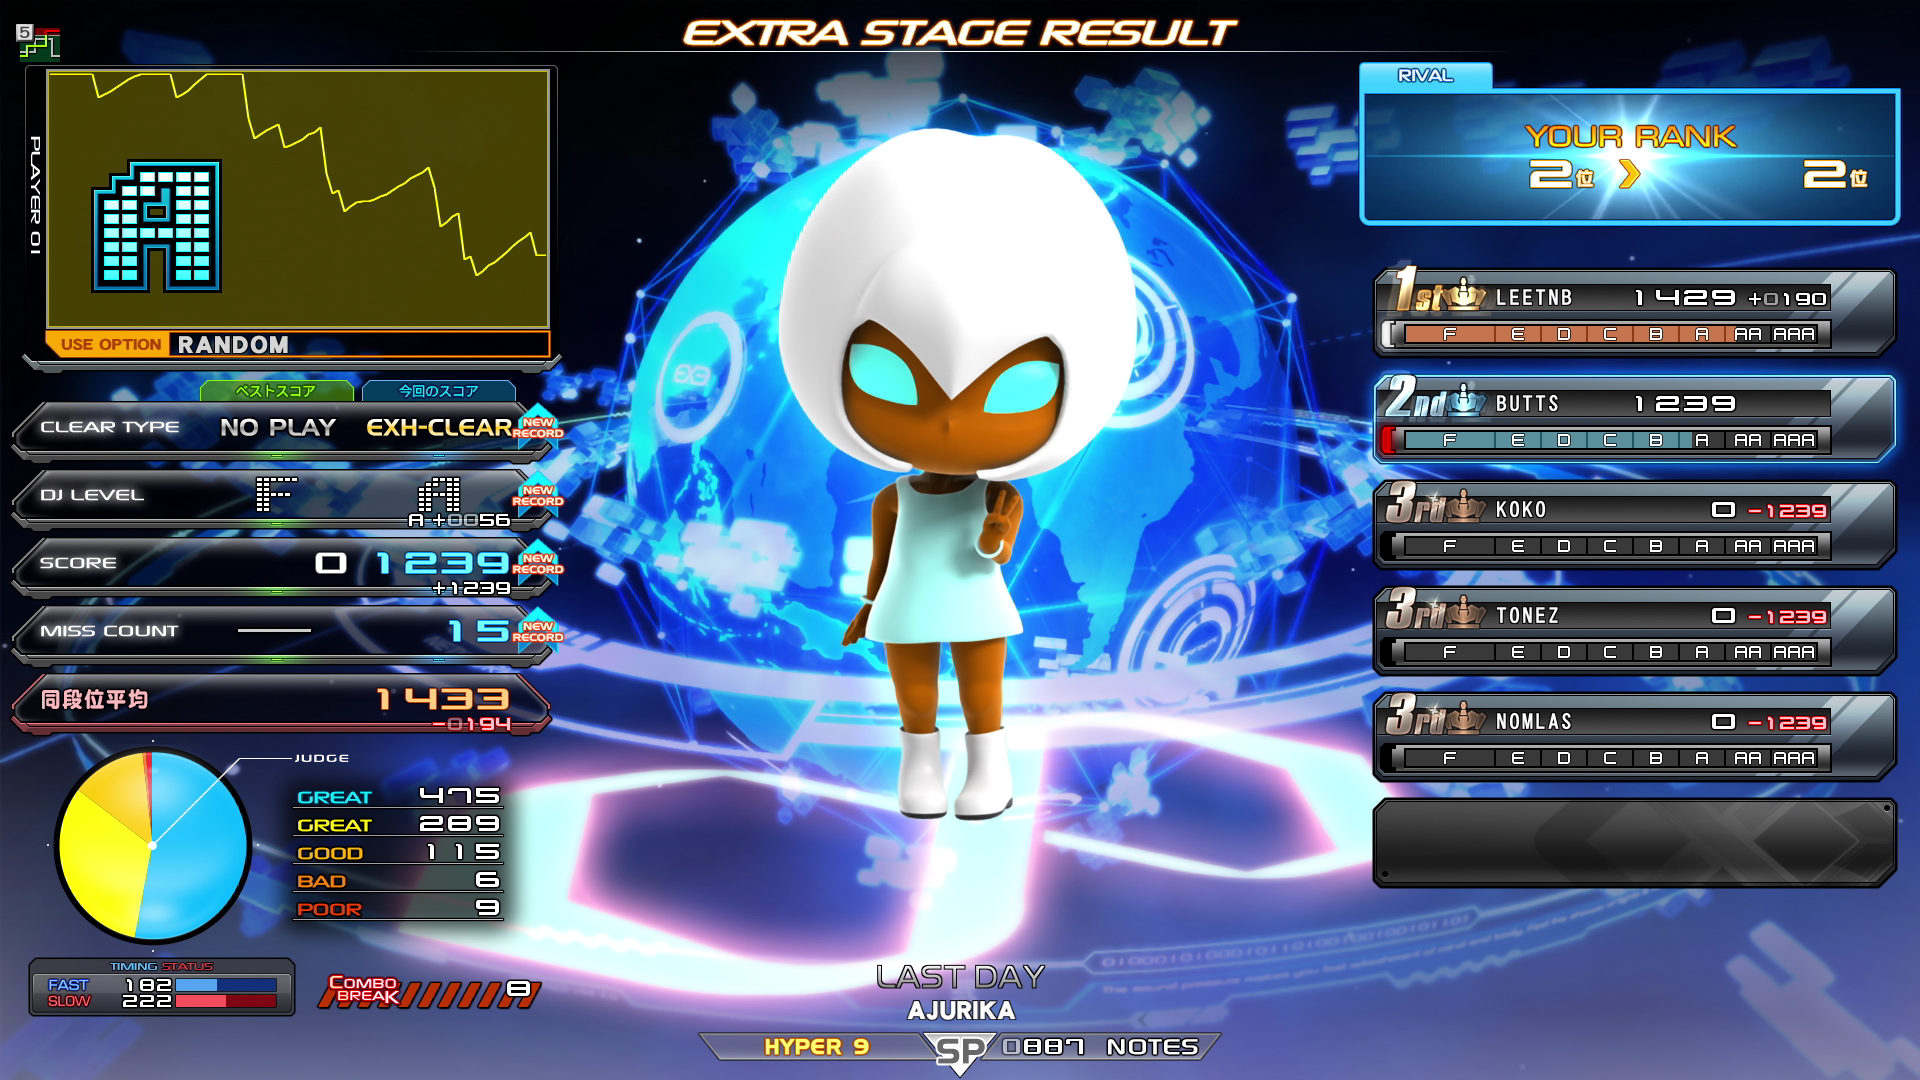 EXTRA STAGE RESULT
5
PLAYER 01
USE OPTION RANDOM
ベストスコア 今回のスコア
CLEAR TYPE NO PLAY EXH-CLEAR NEW RECORD
DJ LEVEL F A NEW RECORD
A +0056
SCORE 0 1239 NEW RECORD
+1239
MISS COUNT 15 NEW RECORD
同段位平均 1433
-0194
JUDGE
GREAT 475
GREAT 289
GOOD 115
BAD 6
POOR 9
TIMING STATUS
FAST 182
SLOW 222
COMBO BREAK 8
LAST DAY
AJURIKA
HYPER 9 SP 0887 NOTES
RIVAL
YOUR RANK
2位 2位
1st LEETNB 1429 +0190
F E D C B A AA AAA
2nd BUTTS 1239
F E D C B A AA AAA
3rd KOKO 0 -1239
F E D C B A AA AAA
3rd TONEZ 0 -1239
F E D C B A AA AAA
3rd NOMLAS 0 -1239
F E D C B A AA AAA